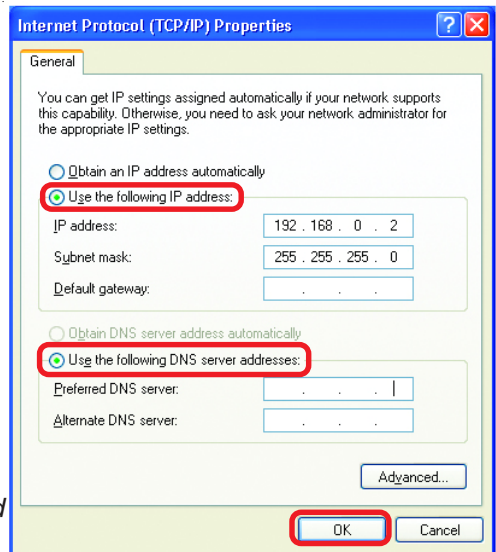 Internet Protocol (TCP/IP) Properties
General
You can get IP settings assigned automatically if your network supports
this capability. Otherwise, you need to ask your network administrator for
the appropriate IP settings.
Obtain an IP address automatically
Use the following IP address:
IP address: 192 . 168 . 0 . 2
Subnet mask: 255 . 255 . 255 . 0
Default gateway: . . .
Obtain DNS server address automatically
Use the following DNS server addresses:
Preferred DNS server: . . .
Alternate DNS server: . . .
Advanced...
d
OK Cancel